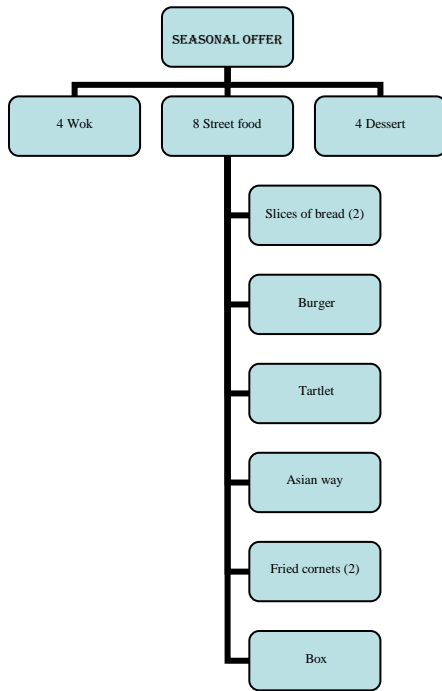 SEASONAL OFFER
4 Wok
8 Street food
4 Dessert
Slices of bread (2)
Burger
Tartlet
Asian way
Fried cornets (2)
Box